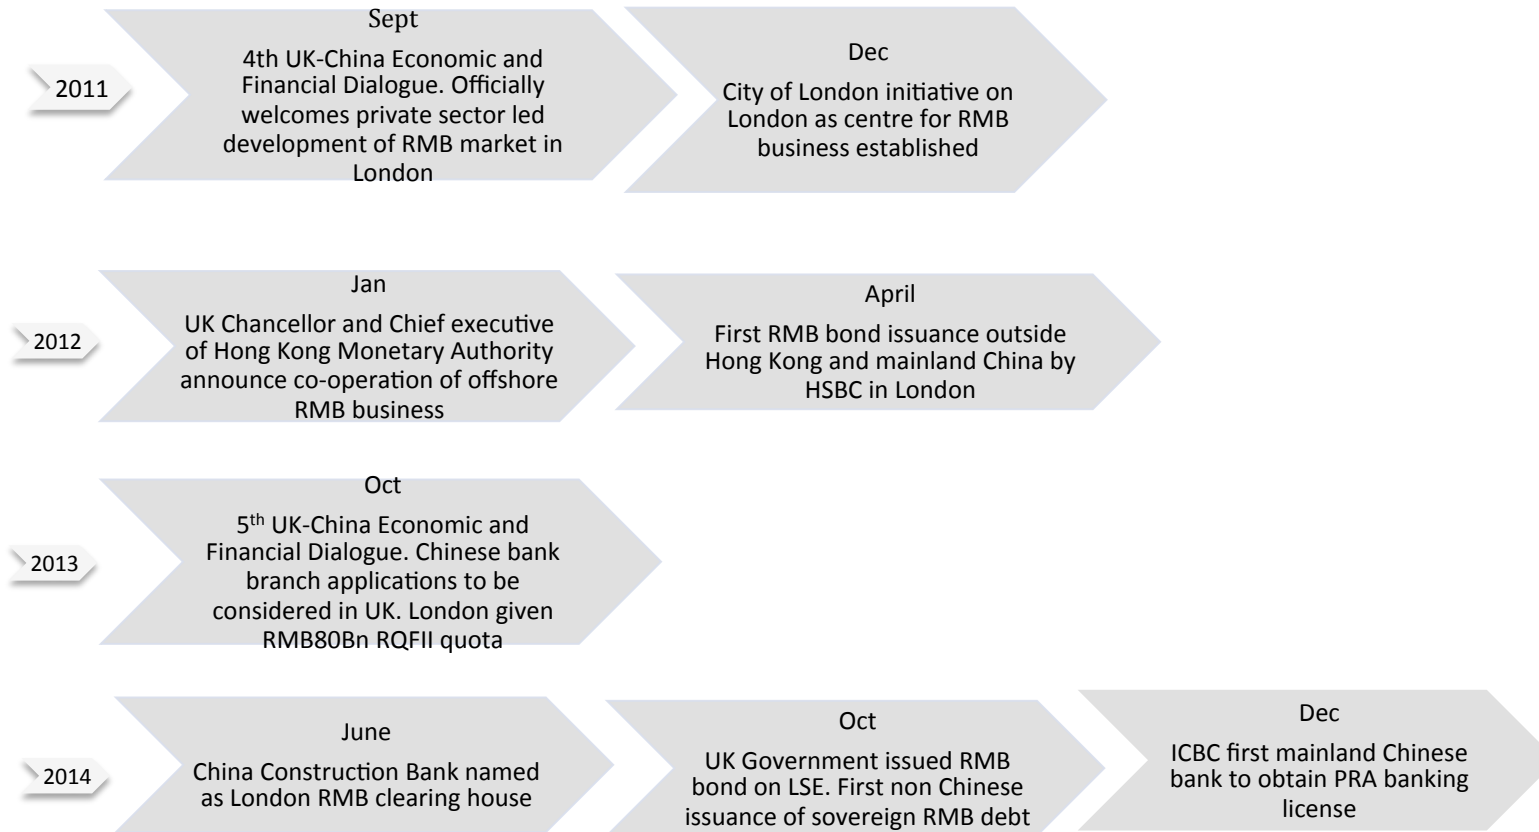 2011
Sept
4th UK-China Economic and
Financial Dialogue. Officially
welcomes private sector led
development of RMB market in
London
Dec
City of London initiative on
London as centre for RMB
business established
2012
Jan
UK Chancellor and Chief executive
of Hong Kong Monetary Authority
announce co-operation of offshore
RMB business
April
First RMB bond issuance outside
Hong Kong and mainland China by
HSBC in London
2013
Oct
5th UK-China Economic and
Financial Dialogue. Chinese bank
branch applications to be
considered in UK. London given
RMB80Bn RQFII quota
2014
June
China Construction Bank named
as London RMB clearing house
Oct
UK Government issued RMB
bond on LSE. First non Chinese
issuance of sovereign RMB debt
Dec
ICBC first mainland Chinese
bank to obtain PRA banking
license